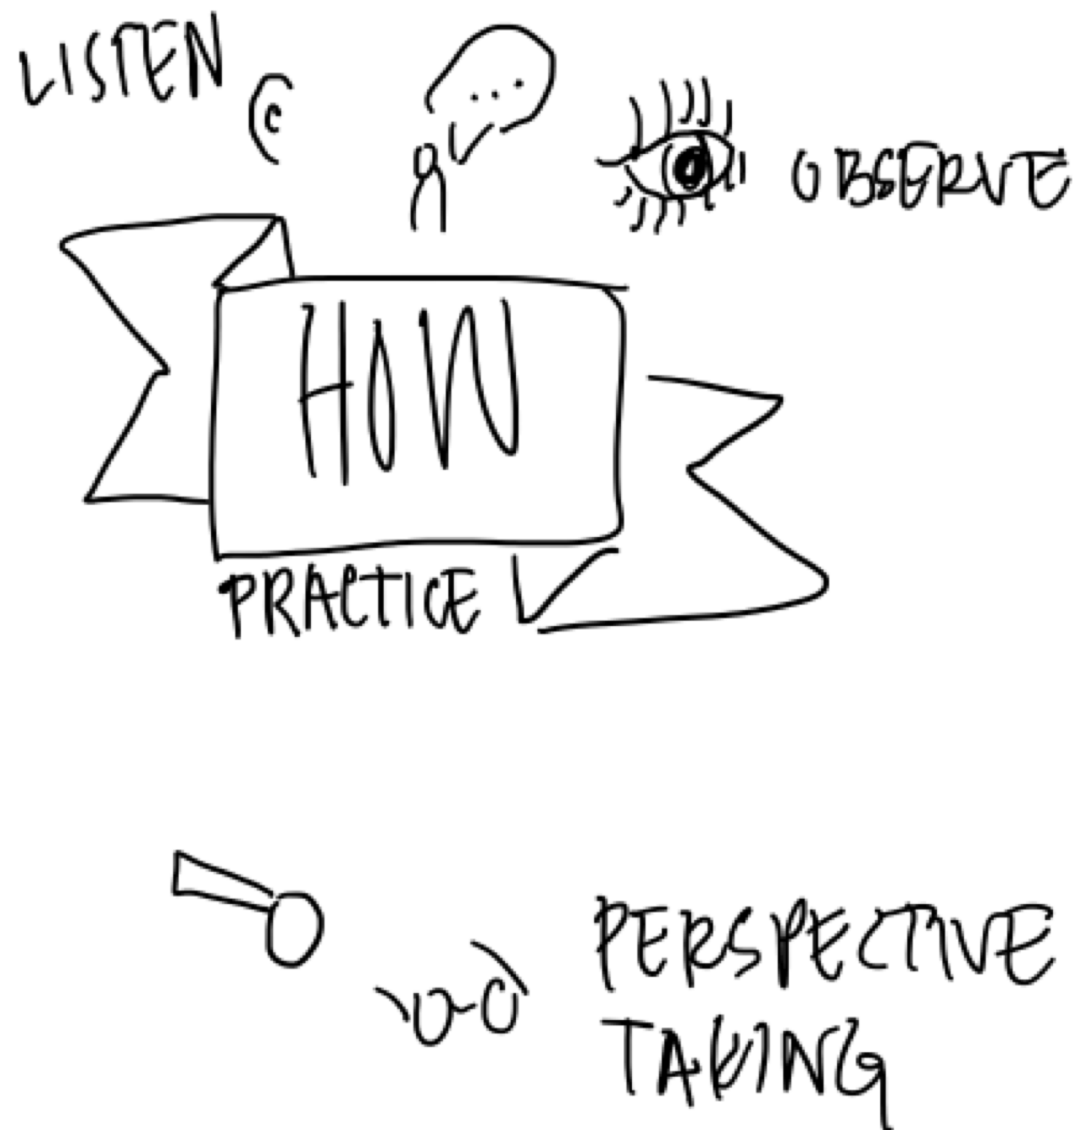 LISTEN
...
OBSERVE
HOW
PRACTICE
PERSPECTIVE
TAKING